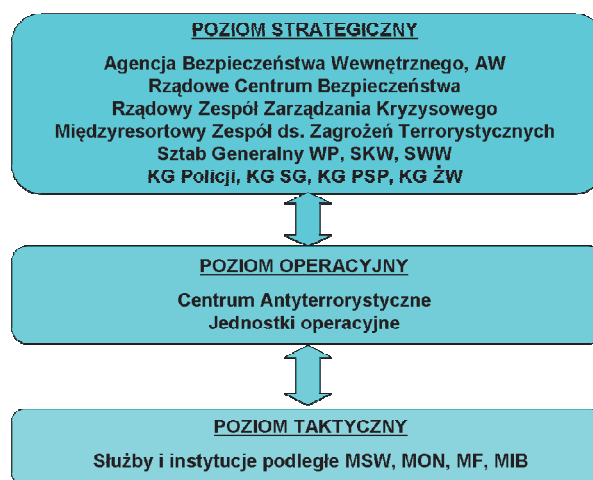 POZIOM STRATEGICZNY
Agencja Bezpieczeństwa Wewnętrznego, AW
Rządowe Centrum Bezpieczeństwa
Rządowy Zespół Zarządzania Kryzysowego
Międzyresortowy Zespół ds. Zagrożeń Terrorystycznych
Sztab Generalny WP, SKW, SWW
KG Policji, KG SG, KG PSP, KG ŻW
POZIOM OPERACYJNY
Centrum Antyterrorystyczne
Jednostki operacyjne
POZIOM TAKTYCZNY
Służby i instytucje podległe MSW, MON, MF, MIB